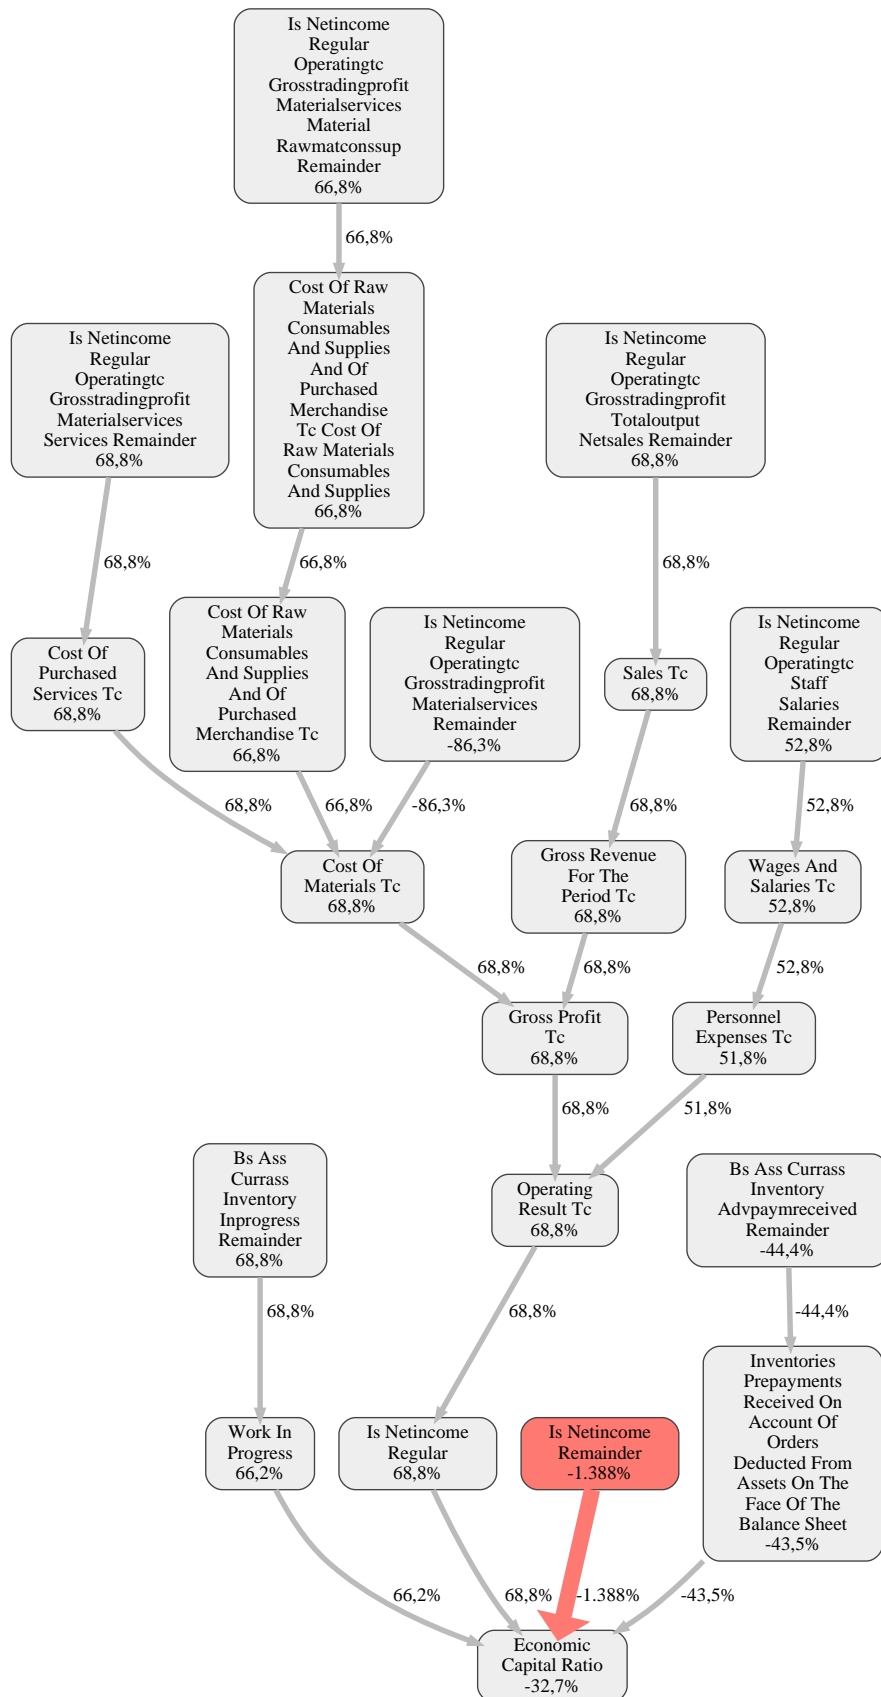 Is Netincome
Regular
Operatingtc
Grosstradingprofit
Materialservices
Material
Rawmatconssup
Remainder
66,8%
66,8%
Cost Of Raw
Materials
Consumables
And Supplies
And Of
Purchased
Merchandise
Tc Cost Of
Raw Materials
Consumables
And Supplies
66,8%
Is Netincome
Regular
Operatingtc
Grosstradingprofit
Materialservices
Services Remainder
68,8%
Is Netincome
Regular
Operatingtc
Grosstradingprofit
Totaloutput
Netsales Remainder
68,8%
68,8%
66,8%
68,8%
Cost Of
Purchased
Services Tc
68,8%
Cost Of Raw
Materials
Consumables
And Supplies
And Of
Purchased
Merchandise Tc
66,8%
Is Netincome
Regular
Operatingtc
Grosstradingprofit
Materialservices
Remainder
-86,3%
Sales Tc
68,8%
Is Netincome
Regular
Operatingtc
Staff
Salaries
Remainder
52,8%
68,8%
66,8%
-86,3%
68,8%
52,8%
Cost Of
Materials Tc
68,8%
Gross Revenue
For The
Period Tc
68,8%
Wages And
Salaries Tc
52,8%
68,8%
68,8%
52,8%
Gross Profit
Tc
68,8%
Personnel
Expenses Tc
51,8%
68,8%
51,8%
Bs Ass
Currass
Inventory
Inprogress
Remainder
68,8%
Operating
Result Tc
68,8%
Bs Ass Currass
Inventory
Advpaymreceived
Remainder
-44,4%
68,8%
68,8%
-44,4%
Work In
Progress
66,2%
Is Netincome
Regular
68,8%
Is Netincome
Remainder
-1.388%
Inventories
Prepayments
Received On
Account Of
Orders
Deducted From
Assets On The
Face Of The
Balance Sheet
-43,5%
66,2%
68,8%
-1.388%
-43,5%
Economic
Capital Ratio
-32,7%